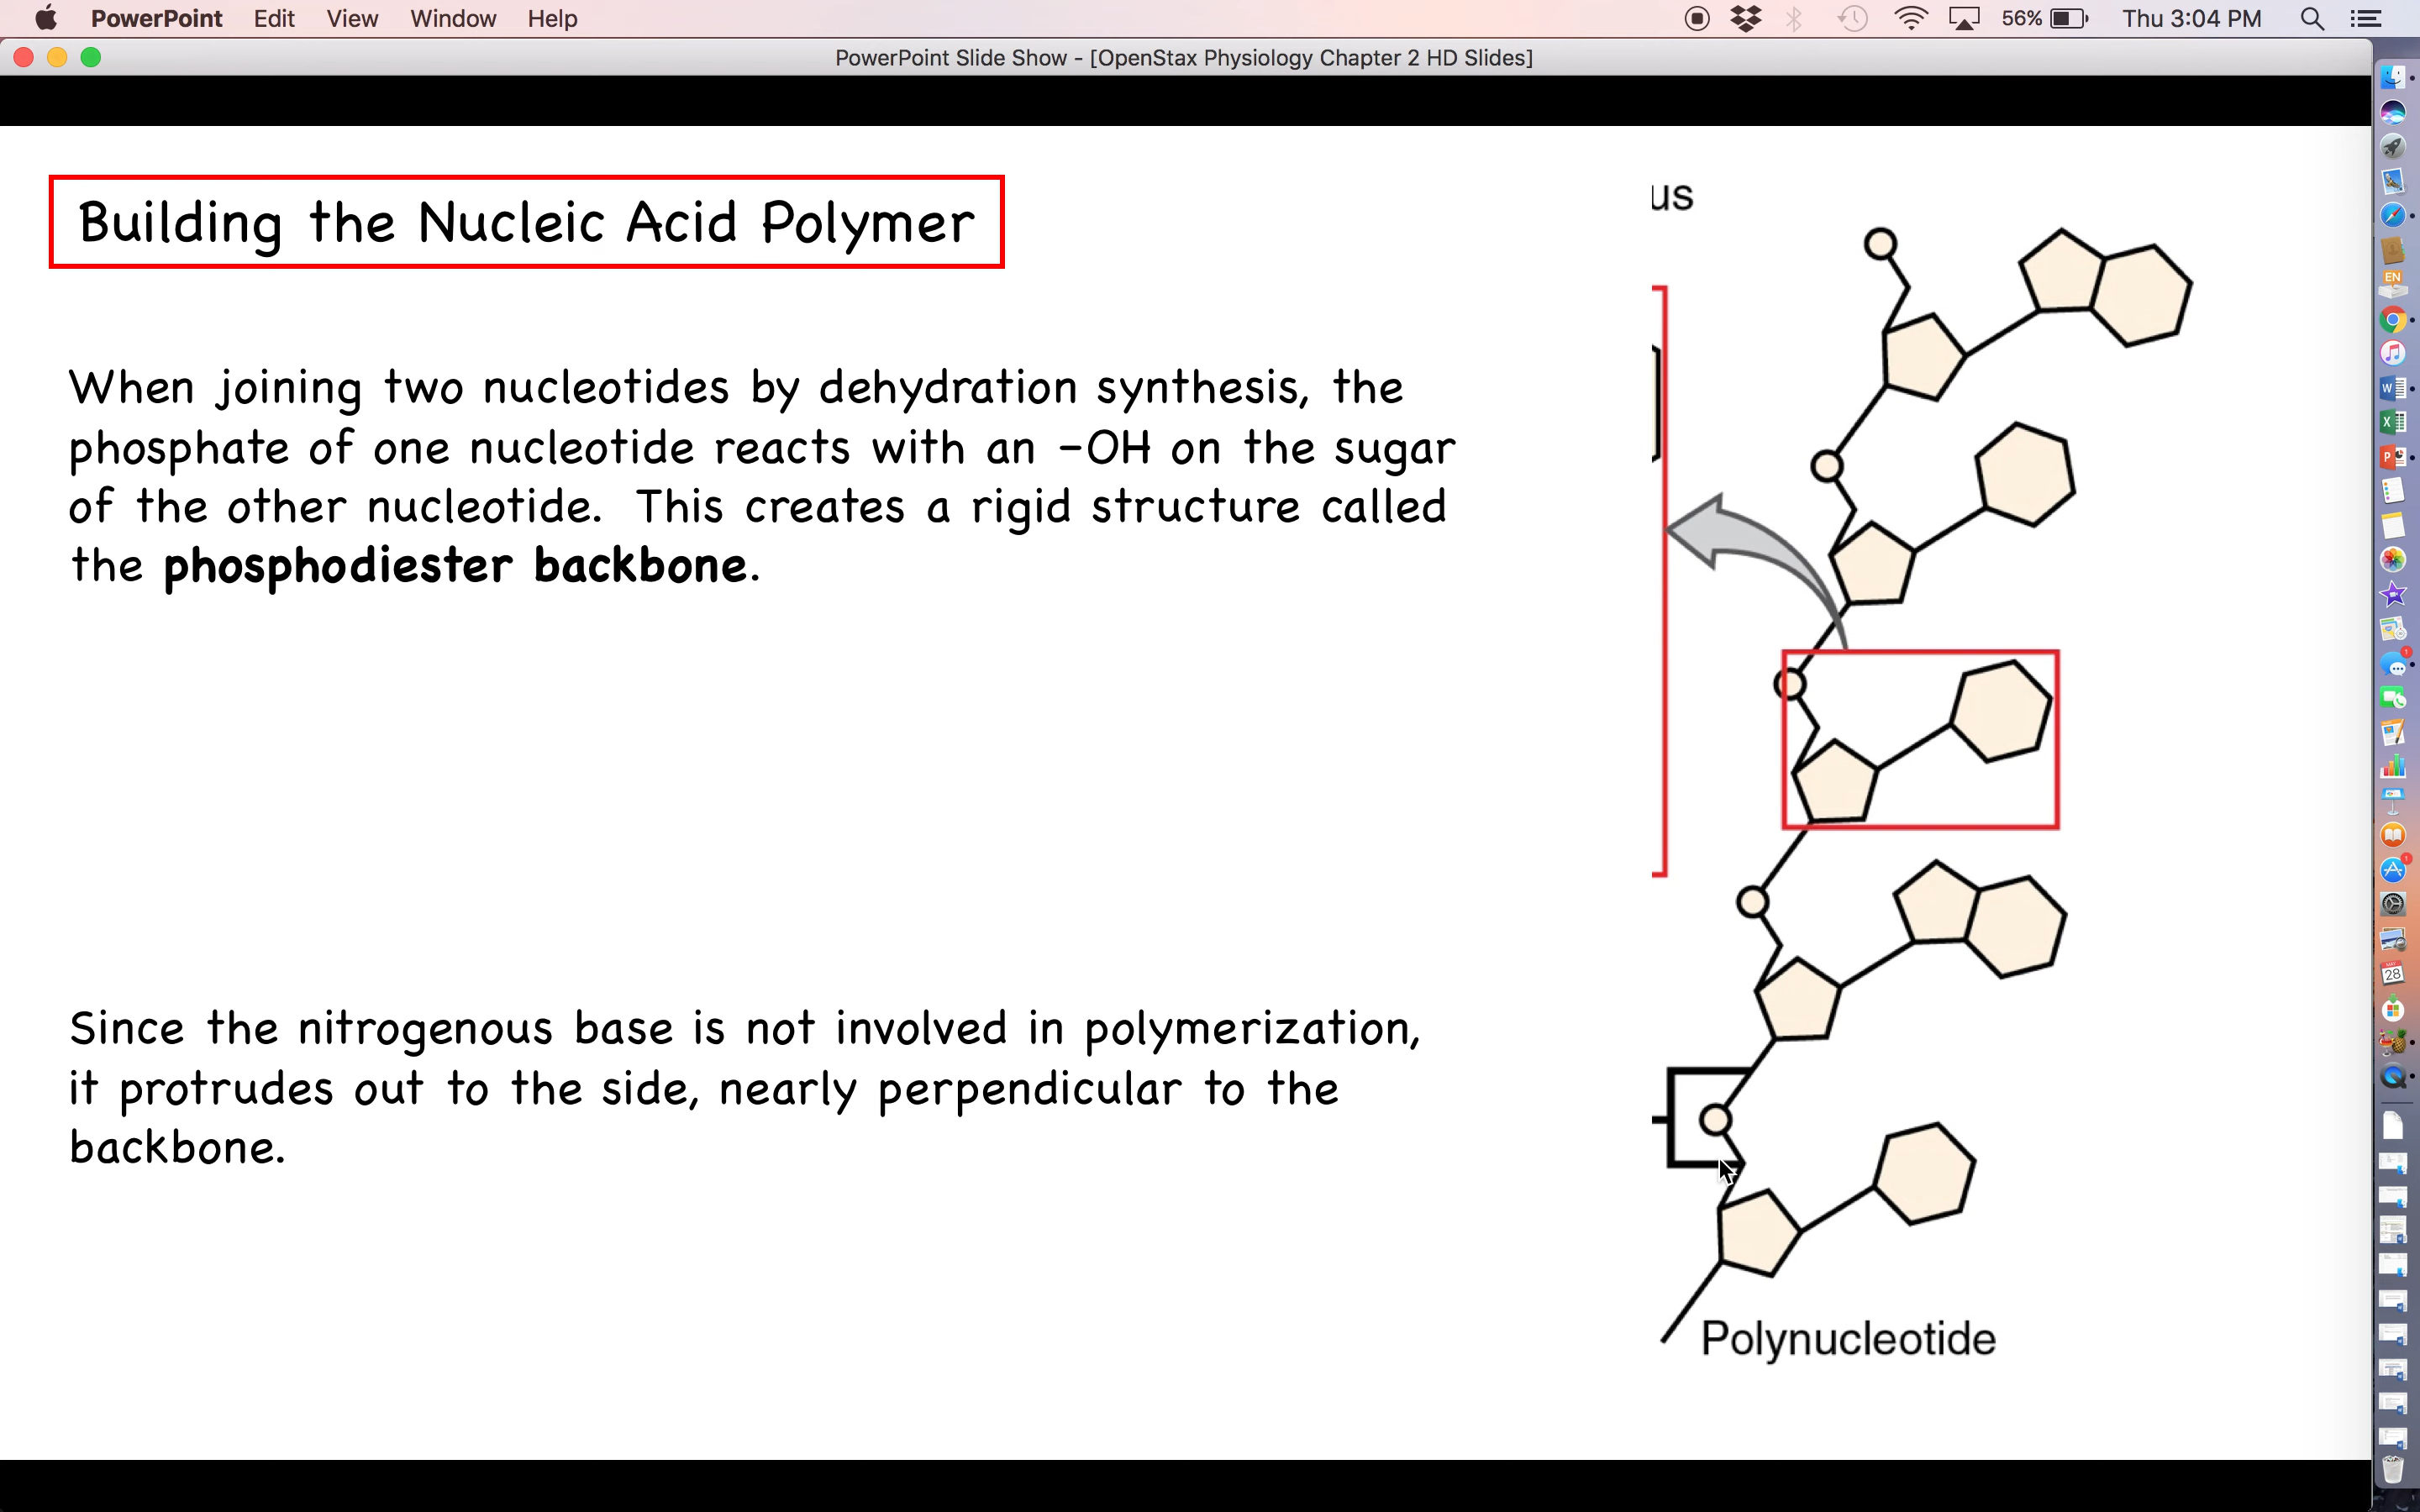 PowerPoint Edit View Window Help 56% Thu 3:04 PM
PowerPoint Slide Show - [OpenStax Physiology Chapter 2 HD Slides]
Building the Nucleic Acid Polymer
us
When joining two nucleotides by dehydration synthesis, the
phosphate of one nucleotide reacts with an -OH on the sugar
of the other nucleotide. This creates a rigid structure called
the phosphodiester backbone.
Since the nitrogenous base is not involved in polymerization,
it protrudes out to the side, nearly perpendicular to the
backbone.
Polynucleotide
EN
W
X
P
1
1
28